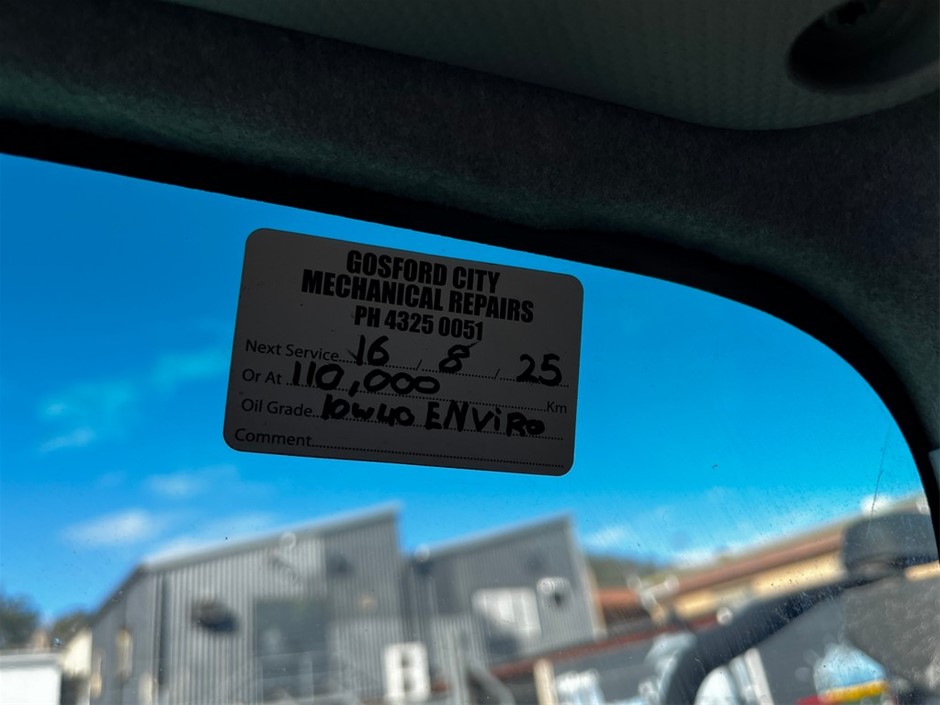 GOSFORD CITY
MECHANICAL REPAIRS
PH 4325 0051
Next Service 16 / 8 / 25
Or At 110,000 Km
Oil Grade 10w40 ENViRo
Comment